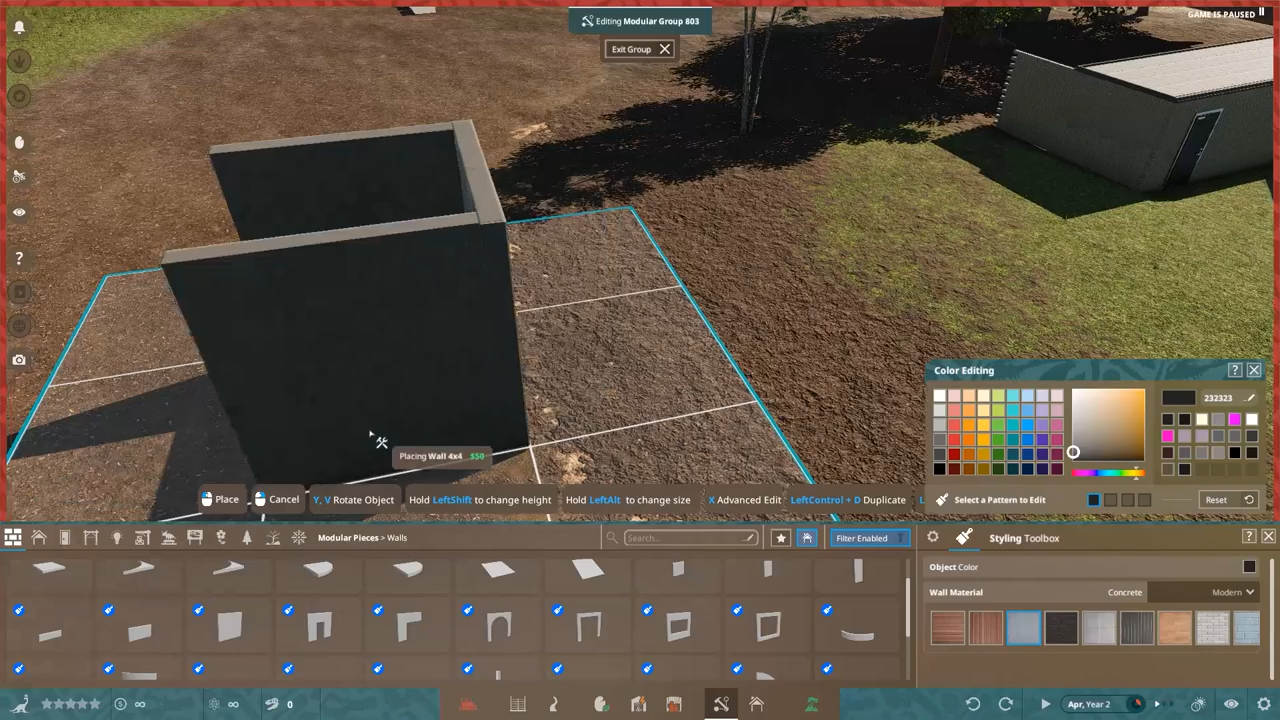 Editing Modular Group 803
Exit Group
GAME IS PAUSED
Placing Wall 4x4 $50
Place
Cancel
Y, V Rotate Object
Hold LeftShift to change height
Hold LeftAlt to change size
X Advanced Edit
LeftControl + D Duplicate
L
Color Editing
?
232323
Select a Pattern to Edit
Reset
Modular Pieces > Walls
Search...
Filter Enabled
Styling Toolbox
?
Object Color
Wall Material
Concrete
Modern
?
∞
∞
0
Apr, Year 2